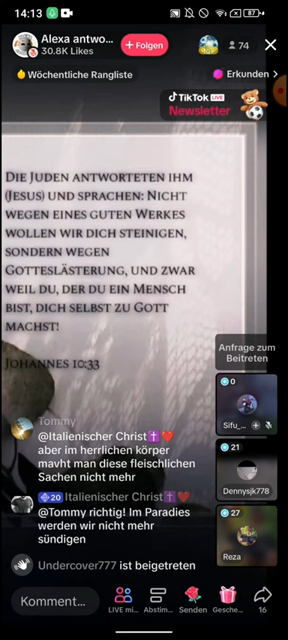 14:13
87
Alexa antwo...
30.8K Likes
+ Folgen
74
Wöchentliche Rangliste
Erkunden
TikTok LIVE
Newsletter
Die Juden antworteten ihm
(Jesus) und sprachen: Nicht
wegen eines guten Werkes
wollen wir dich steinigen,
sondern wegen
Gotteslästerung, und zwar
weil du, der du ein Mensch
bist, dich selbst zu Gott
machst!
Johannes 10:33
Anfrage zum
Beitreten
0
Sifu_...
21
Dennysjk778
27
Reza
Tommy
@Italienischer Christ✝️❤️
aber im herrlichen körper
mavht man diese fleischlichen
Sachen nicht mehr
20 Italienischer Christ✝️❤️
@Tommy richtig! Im Paradies
werden wir nicht mehr
sündigen
Undercover777 ist beigetreten
Komment...
LIVE mi...
Abstim...
Senden
Gesche...
16